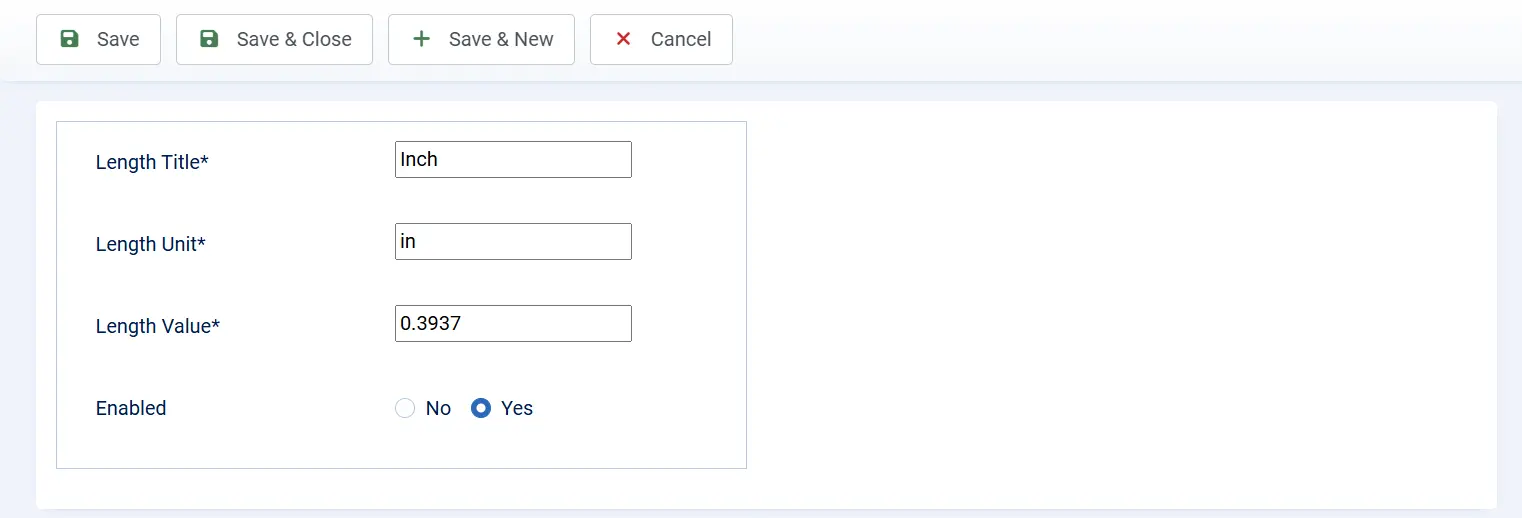 Save Save & Close Save & New Cancel
Length Title* Inch
Length Unit* in
Length Value* 0.3937
Enabled No Yes